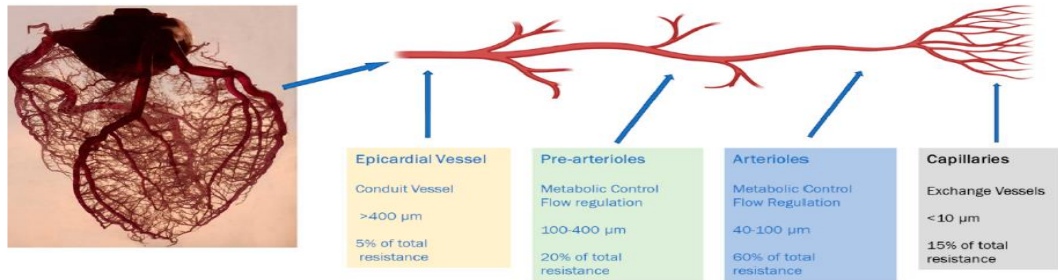 Epicardial Vessel
Conduit Vessel
>400 µm
5% of total
resistance
Pre-arterioles
Metabolic Control
Flow regulation
100-400 µm
20% of total
resistance
Arterioles
Metabolic Control
Flow Regulation
40-100 µm
60% of total
resistance
Capillaries
Exchange Vessels
<10 µm
15% of total
resistance